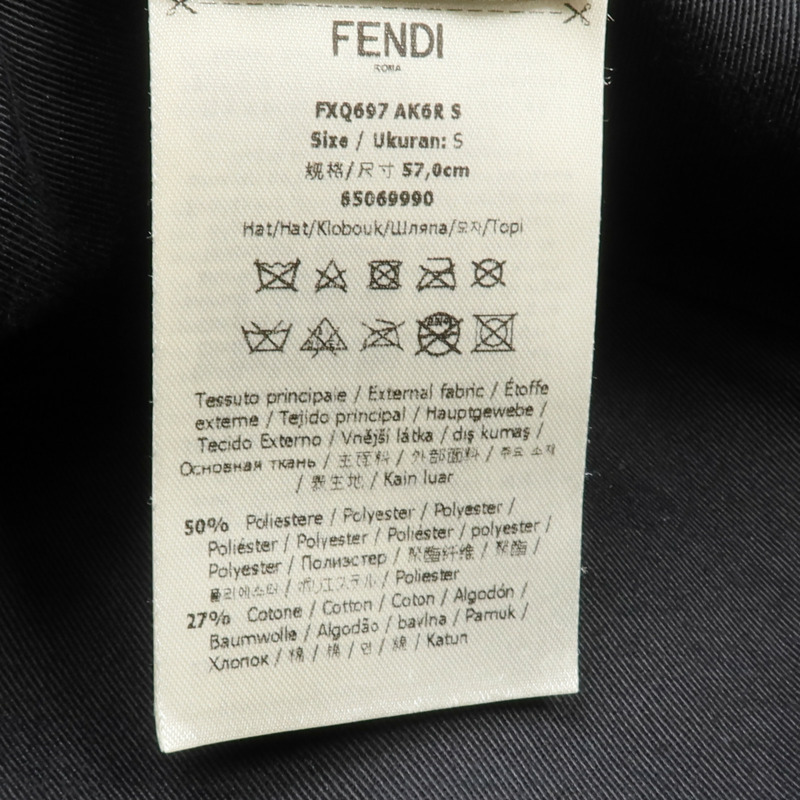 FENDI
ROMA
FXQ697 AK6R S
Size / Ukuran: S
规格/尺寸 57,0cm
65069990
Hat/Hat/Klobouk/Шляпа/모자/Topi
Tessuto principale / External fabric / Étoffe
externe / Tejido principal / Hauptgewebe /
Tecido Externo / Vnější látka / dış kumaş /
Основная ткань / 主面料 / 外部面料 / 주요 소재
/ 表生地 / Kain luar
50% Poliestere / Polyester / Polyester /
Poliéster / Polyester / Poliéster / polyester /
Polyester / Полиэстер / 聚酯纤维 / 聚酯 /
폴리에스터 / ポリエステル / Poliester
27% Cotone / Cotton / Coton / Algodón /
Baumwolle / Algodão / bavlna / Pamuk /
Хлопок / 棉 / 棉 / 면 / 綿 / Katun